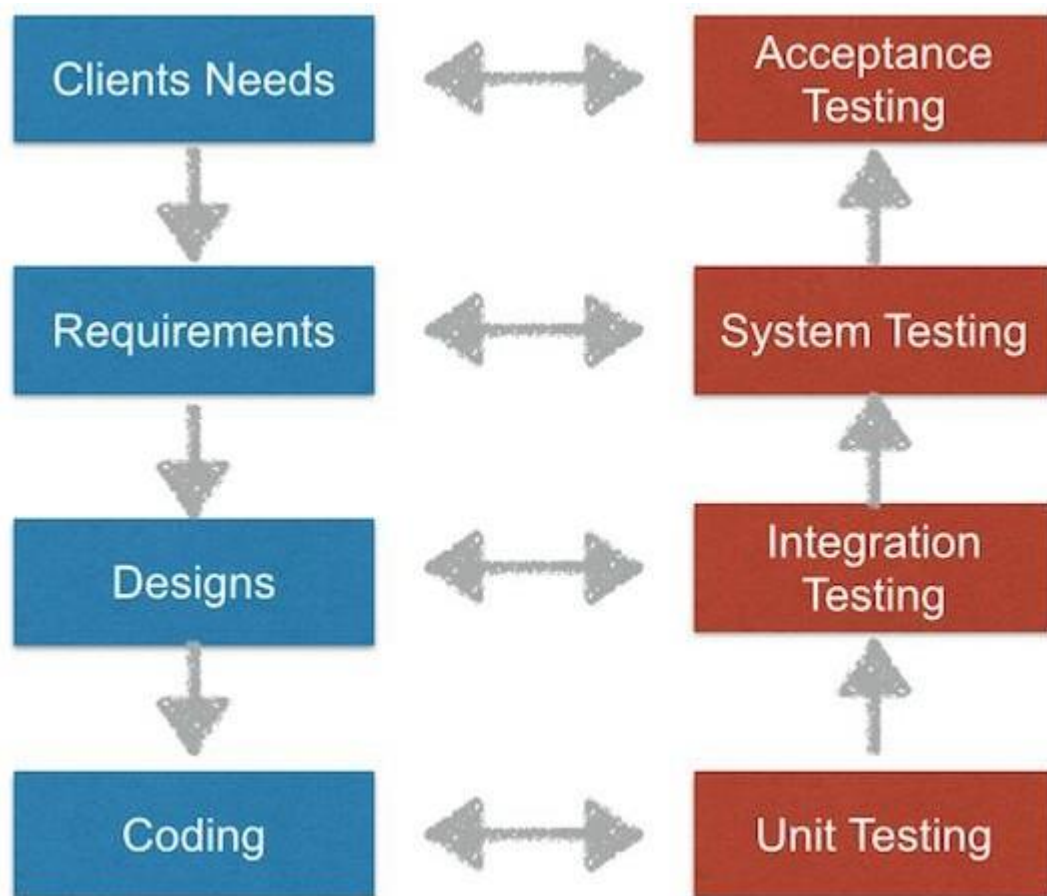 Clients Needs
Acceptance
Testing
Requirements
System Testing
Designs
Integration
Testing
Coding
Unit Testing